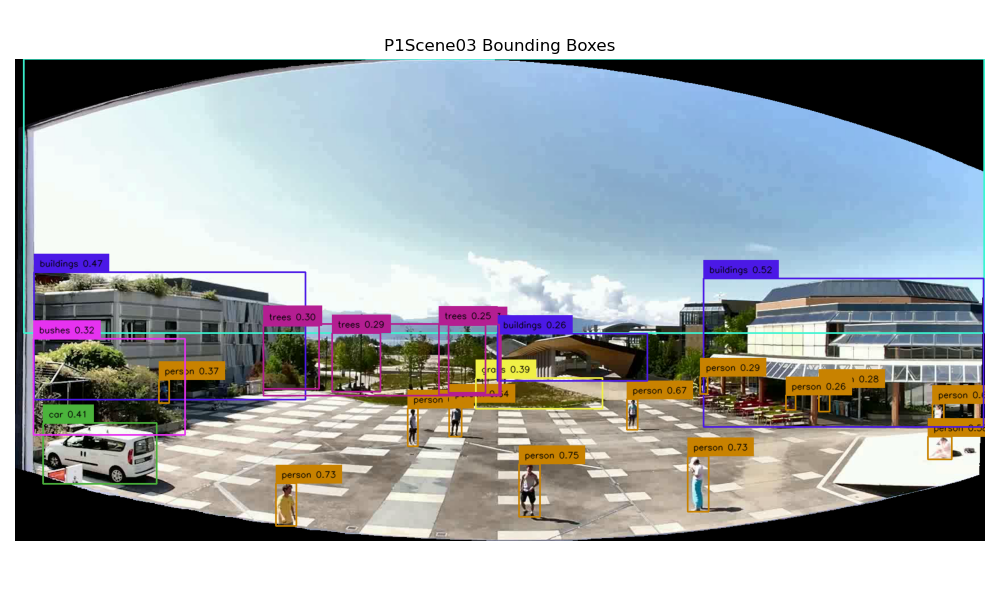 P1Scene03 Bounding Boxes
buildings 0.47
buildings 0.52
trees 0.30
trees 0.29
trees 0.25
buildings 0.26
bushes 0.32
person 0.37
grass 0.39
person 0.29
0.28
person 0.26
person 0.67
person
person 0.6
car 0.41
person 0.75
person 0.73
person 0.73